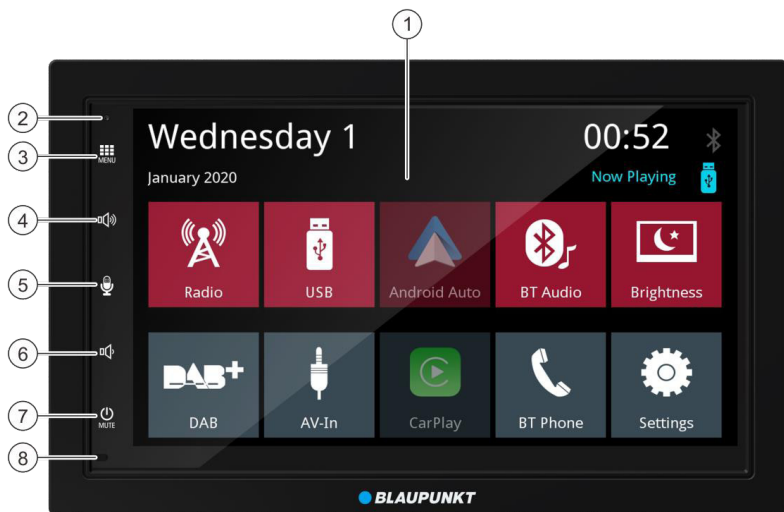 1
2
Wednesday 1
00:52
3
MENU
January 2020
Now Playing
4
5
Radio
USB
Android Auto
BT Audio
Brightness
6
DAB+
7
MUTE
DAB
AV-In
CarPlay
BT Phone
Settings
8
BLAUPUNKT